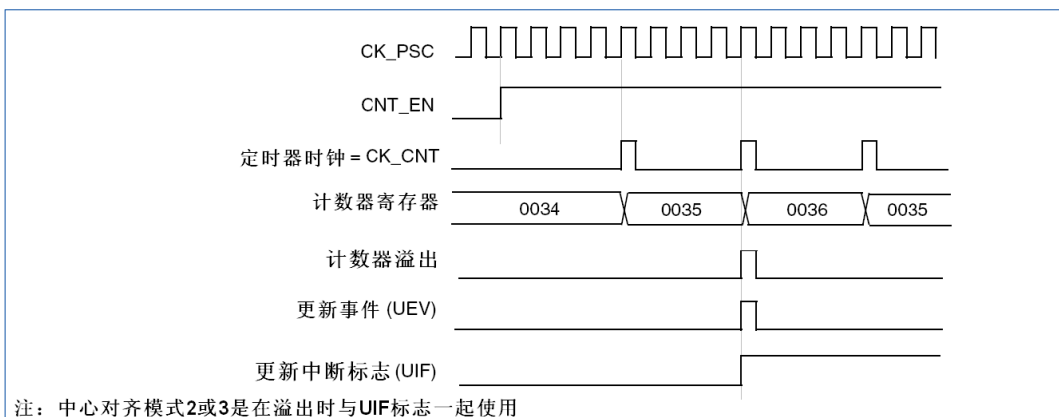 CK_PSC
CNT_EN
定时器时钟 = CK_CNT
计数器寄存器 0034 0035 0036 0035
计数器溢出
更新事件 (UEV)
更新中断标志 (UIF)
注：中心对齐模式2或3是在溢出时与UIF标志一起使用